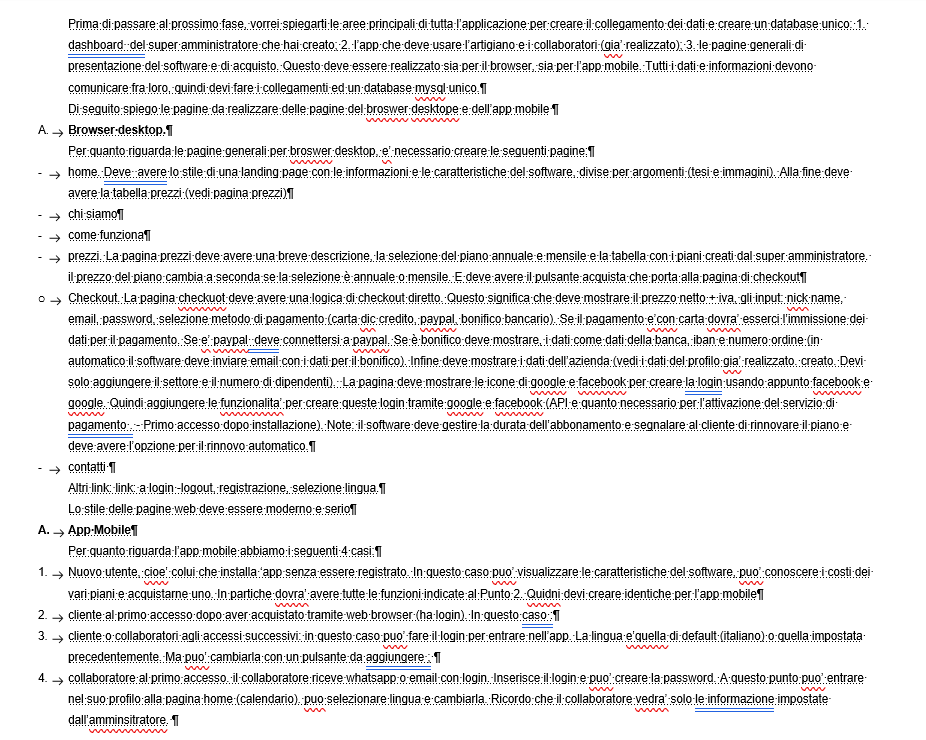 Prima di passare al prossimo fase, vorrei spiegarti le aree principali di tutta l'applicazione per creare il collegamento dei dati e creare un database unico: 1.
dashboard del super amministratore che hai creato; 2. l'app che deve usare l'artigiano e i collaboratori (gia' realizzato); 3. le pagine generali di
presentazione del software e di acquisto. Questo deve essere realizzato sia per il browser, sia per l'app mobile. Tutti i dati e informazioni devono
comunicare fra loro, quindi devi fare i collegamenti ed un database mysql unico.¶
Di seguito spiego le pagine da realizzare delle pagine del broswer desktope e dell'app mobile ¶
A. → Browser desktop.¶
Per quanto riguarda le pagine generali per broswer desktop, e' necessario creare le seguenti pagine:¶
- → home. Deve avere lo stile di una landing page con le informazioni e le caratteristiche del software, divise per argomenti (tesi e immagini). Alla fine deve
avere la tabella prezzi (vedi pagina prezzi)¶
- → chi siamo¶
- → come funziona¶
- → prezzi. La pagina prezzi deve avere una breve descrizione, la selezione del piano annuale e mensile e la tabella con i piani creati dal super amministratore.
il prezzo del piano cambia a seconda se la selezione è annuale o mensile. E deve avere il pulsante acquista che porta alla pagina di checkout¶
o → Checkout. La pagina checkuot deve avere una logica di checkout diretto. Questo significa che deve mostrare il prezzo netto + iva, gli input: nick name,
email, password, selezione metodo di pagamento (carta dic credito, paypal, bonifico bancario). Se il pagamento e'con carta dovra' esserci l'immissione dei
dati per il pagamento. Se e' paypal deve connettersi a paypal. Se è bonifico deve mostrare, i dati come dati della banca, iban e numero ordine (in
automatico il software deve inviare email con i dati per il bonifico). Infine deve mostrare i dati dell'azienda (vedi i dati del profilo gia' realizzato. creato. Devi
solo aggiungere il settore e il numero di dipendenti). La pagina deve mostrare le icone di google e facebook per creare la login usando appunto facebook e
google. Quindi aggiungere le funzionalita' per creare queste login tramite google e facebook (API e quanto necessario per l'attivazione del servizio di
pagamento . - Primo accesso dopo installazione). Note: il software deve gestire la durata dell'abbonamento e segnalare al cliente di rinnovare il piano e
deve avere l'opzione per il rinnovo automatico.¶
- → contatti ¶
Altri link: link: a login -logout, registrazione, selezione lingua.¶
Lo stile delle pagine web deve essere moderno e serio¶
A. → App Mobile¶
Per quanto riguarda l'app mobile abbiamo i seguenti 4 casi:¶
1. → Nuovo utente, cioe' colui che installa 'app senza essere registrato. In questo caso puo' visualizzare le caratteristiche del software, puo' conoscere i costi dei
vari piani e acquistarne uno. In partiche dovra' avere tutte le funzioni indicate al Punto 2. Quidni devi creare identiche per l'app mobile¶
2. → cliente al primo accesso dopo aver acquistato tramite web browser (ha login). In questo caso :¶
3. → cliente o collaboratori agli accessi successivi: in questo caso puo' fare il login per entrare nell'app. La lingua e'quella di default (italiano) o quella impostata
precedentemente. Ma puo' cambiarla con un pulsante da aggiungere ; ¶
4. → collaboratore al primo accesso. il collaboratore riceve whatsapp o email con login. Inserisce il login e puo' creare la password. A questo punto puo' entrare
nel suo profilo alla pagina home (calendario). puo selezionare lingua e cambiarla. Ricordo che il collaboratore vedra' solo le informazione impostate
dall'amminsitratore. ¶